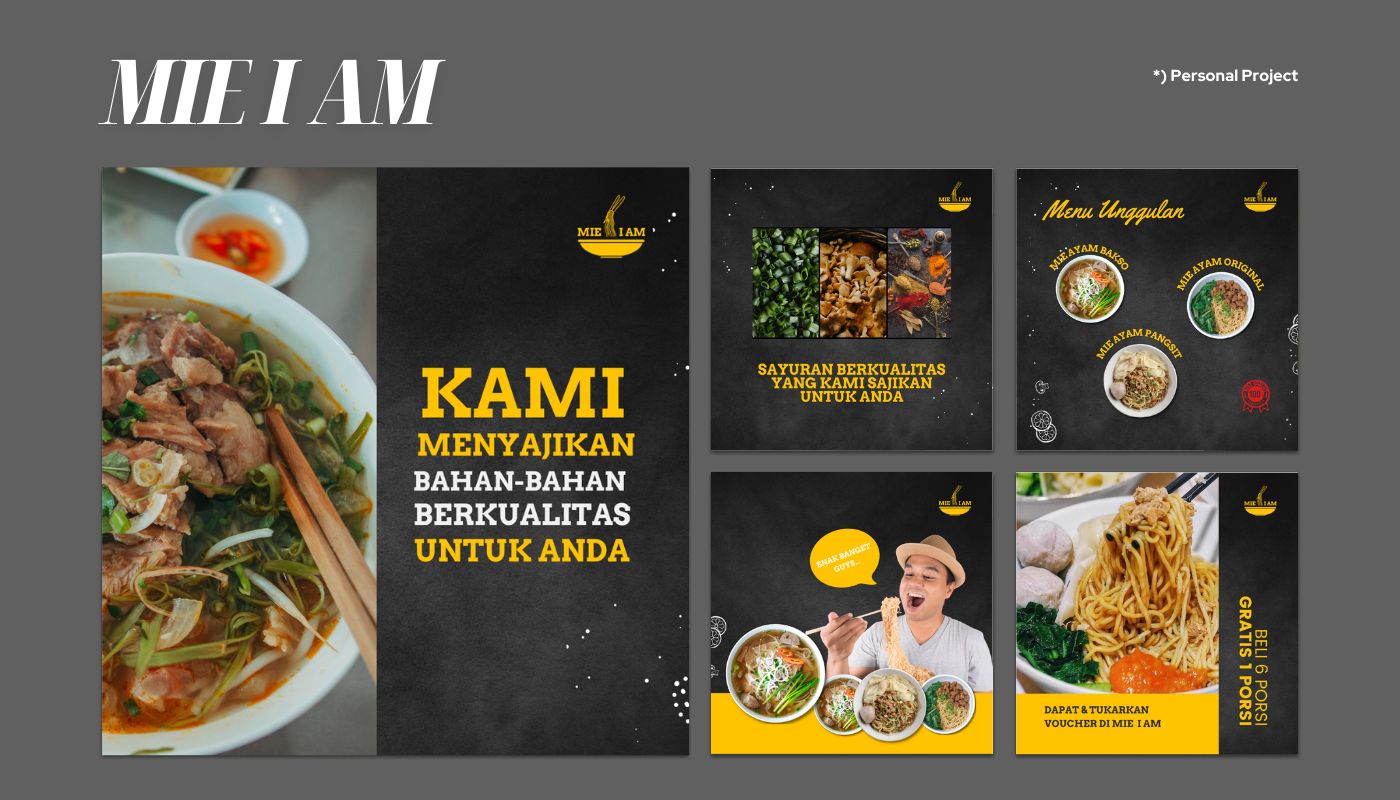 MIE I AM
*) Personal Project
MIE I AM
KAMI
MENYAJIKAN
BAHAN-BAHAN
BERKUALITAS
UNTUK ANDA
MIE I AM
SAYURAN BERKUALITAS
YANG KAMI SAJIKAN
UNTUK ANDA
MIE I AM
Menu Unggulan
MIE AYAM BAKSO
MIE AYAM ORIGINAL
MIE AYAM PANGSIT
100
MIE I AM
ENAK BANGET
GUYS...
MIE I AM
BELI 6 PORSI
GRATIS 1 PORSI
DAPAT & TUKARKAN
VOUCHER DI MIE I AM